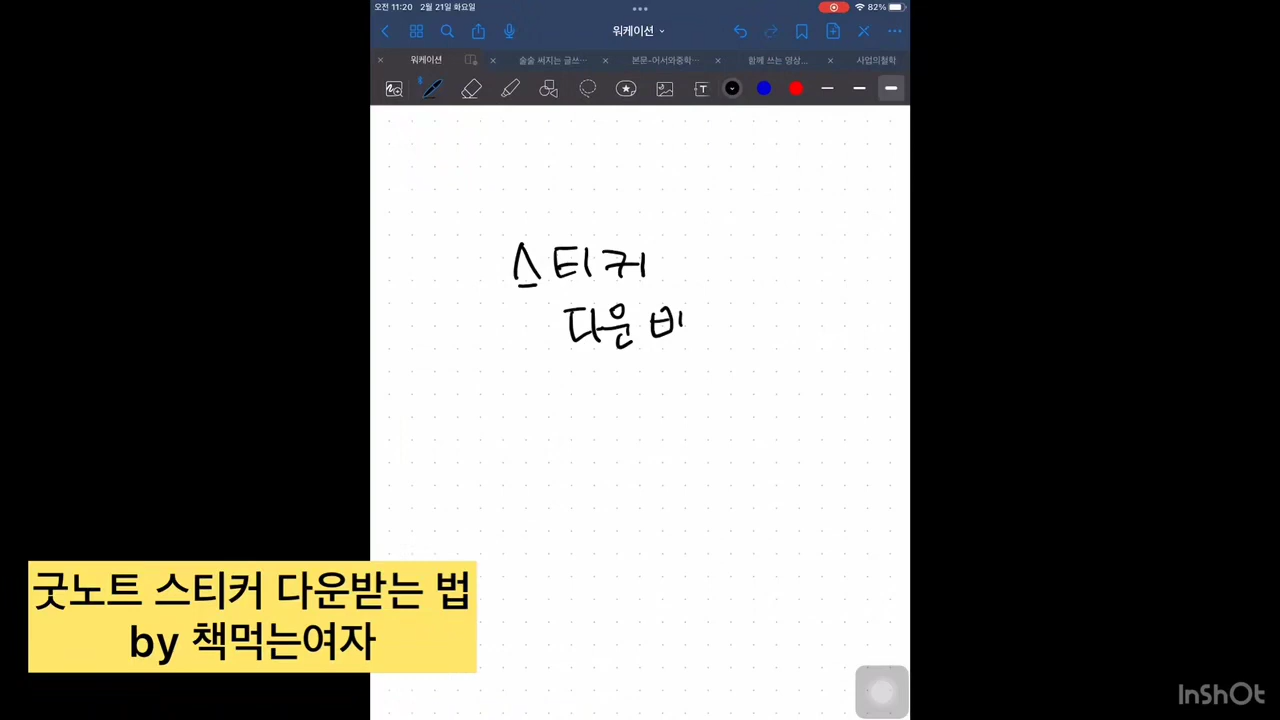 오전 11:20 2월 21일 화요일 82%
워케이션
워케이션 술술 써지는 글쓰... 본문-어서와중학... 함께 쓰는 영상... 사업의철학
T
스티커
다운 비
굿노트 스티커 다운받는 법
by 책먹는여자
InShOt